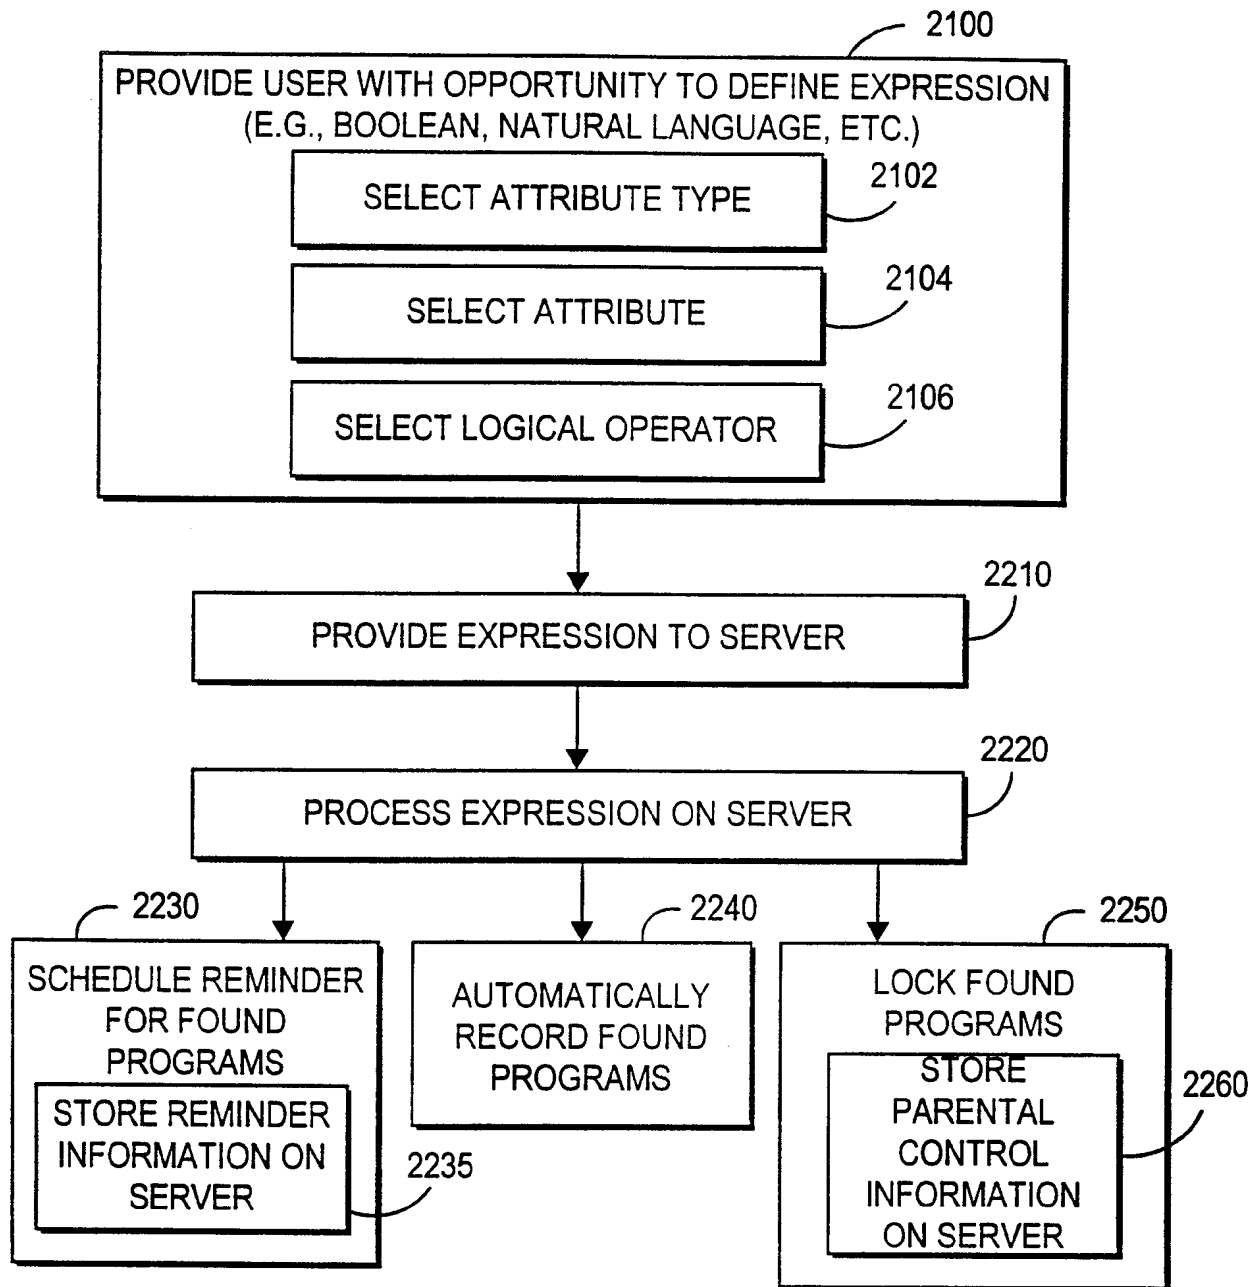 2100
PROVIDE USER WITH OPPORTUNITY TO DEFINE EXPRESSION
(E.G., BOOLEAN, NATURAL LANGUAGE, ETC.)
SELECT ATTRIBUTE TYPE
2102
SELECT ATTRIBUTE
2104
SELECT LOGICAL OPERATOR
2106
PROVIDE EXPRESSION TO SERVER
2210
PROCESS EXPRESSION ON SERVER
2220
2230
SCHEDULE REMINDER
FOR FOUND
PROGRAMS
STORE REMINDER
INFORMATION ON
SERVER
2235
2240
AUTOMATICALLY
RECORD FOUND
PROGRAMS
2250
LOCK FOUND
PROGRAMS
STORE
PARENTAL
CONTROL
INFORMATION
ON SERVER
2260